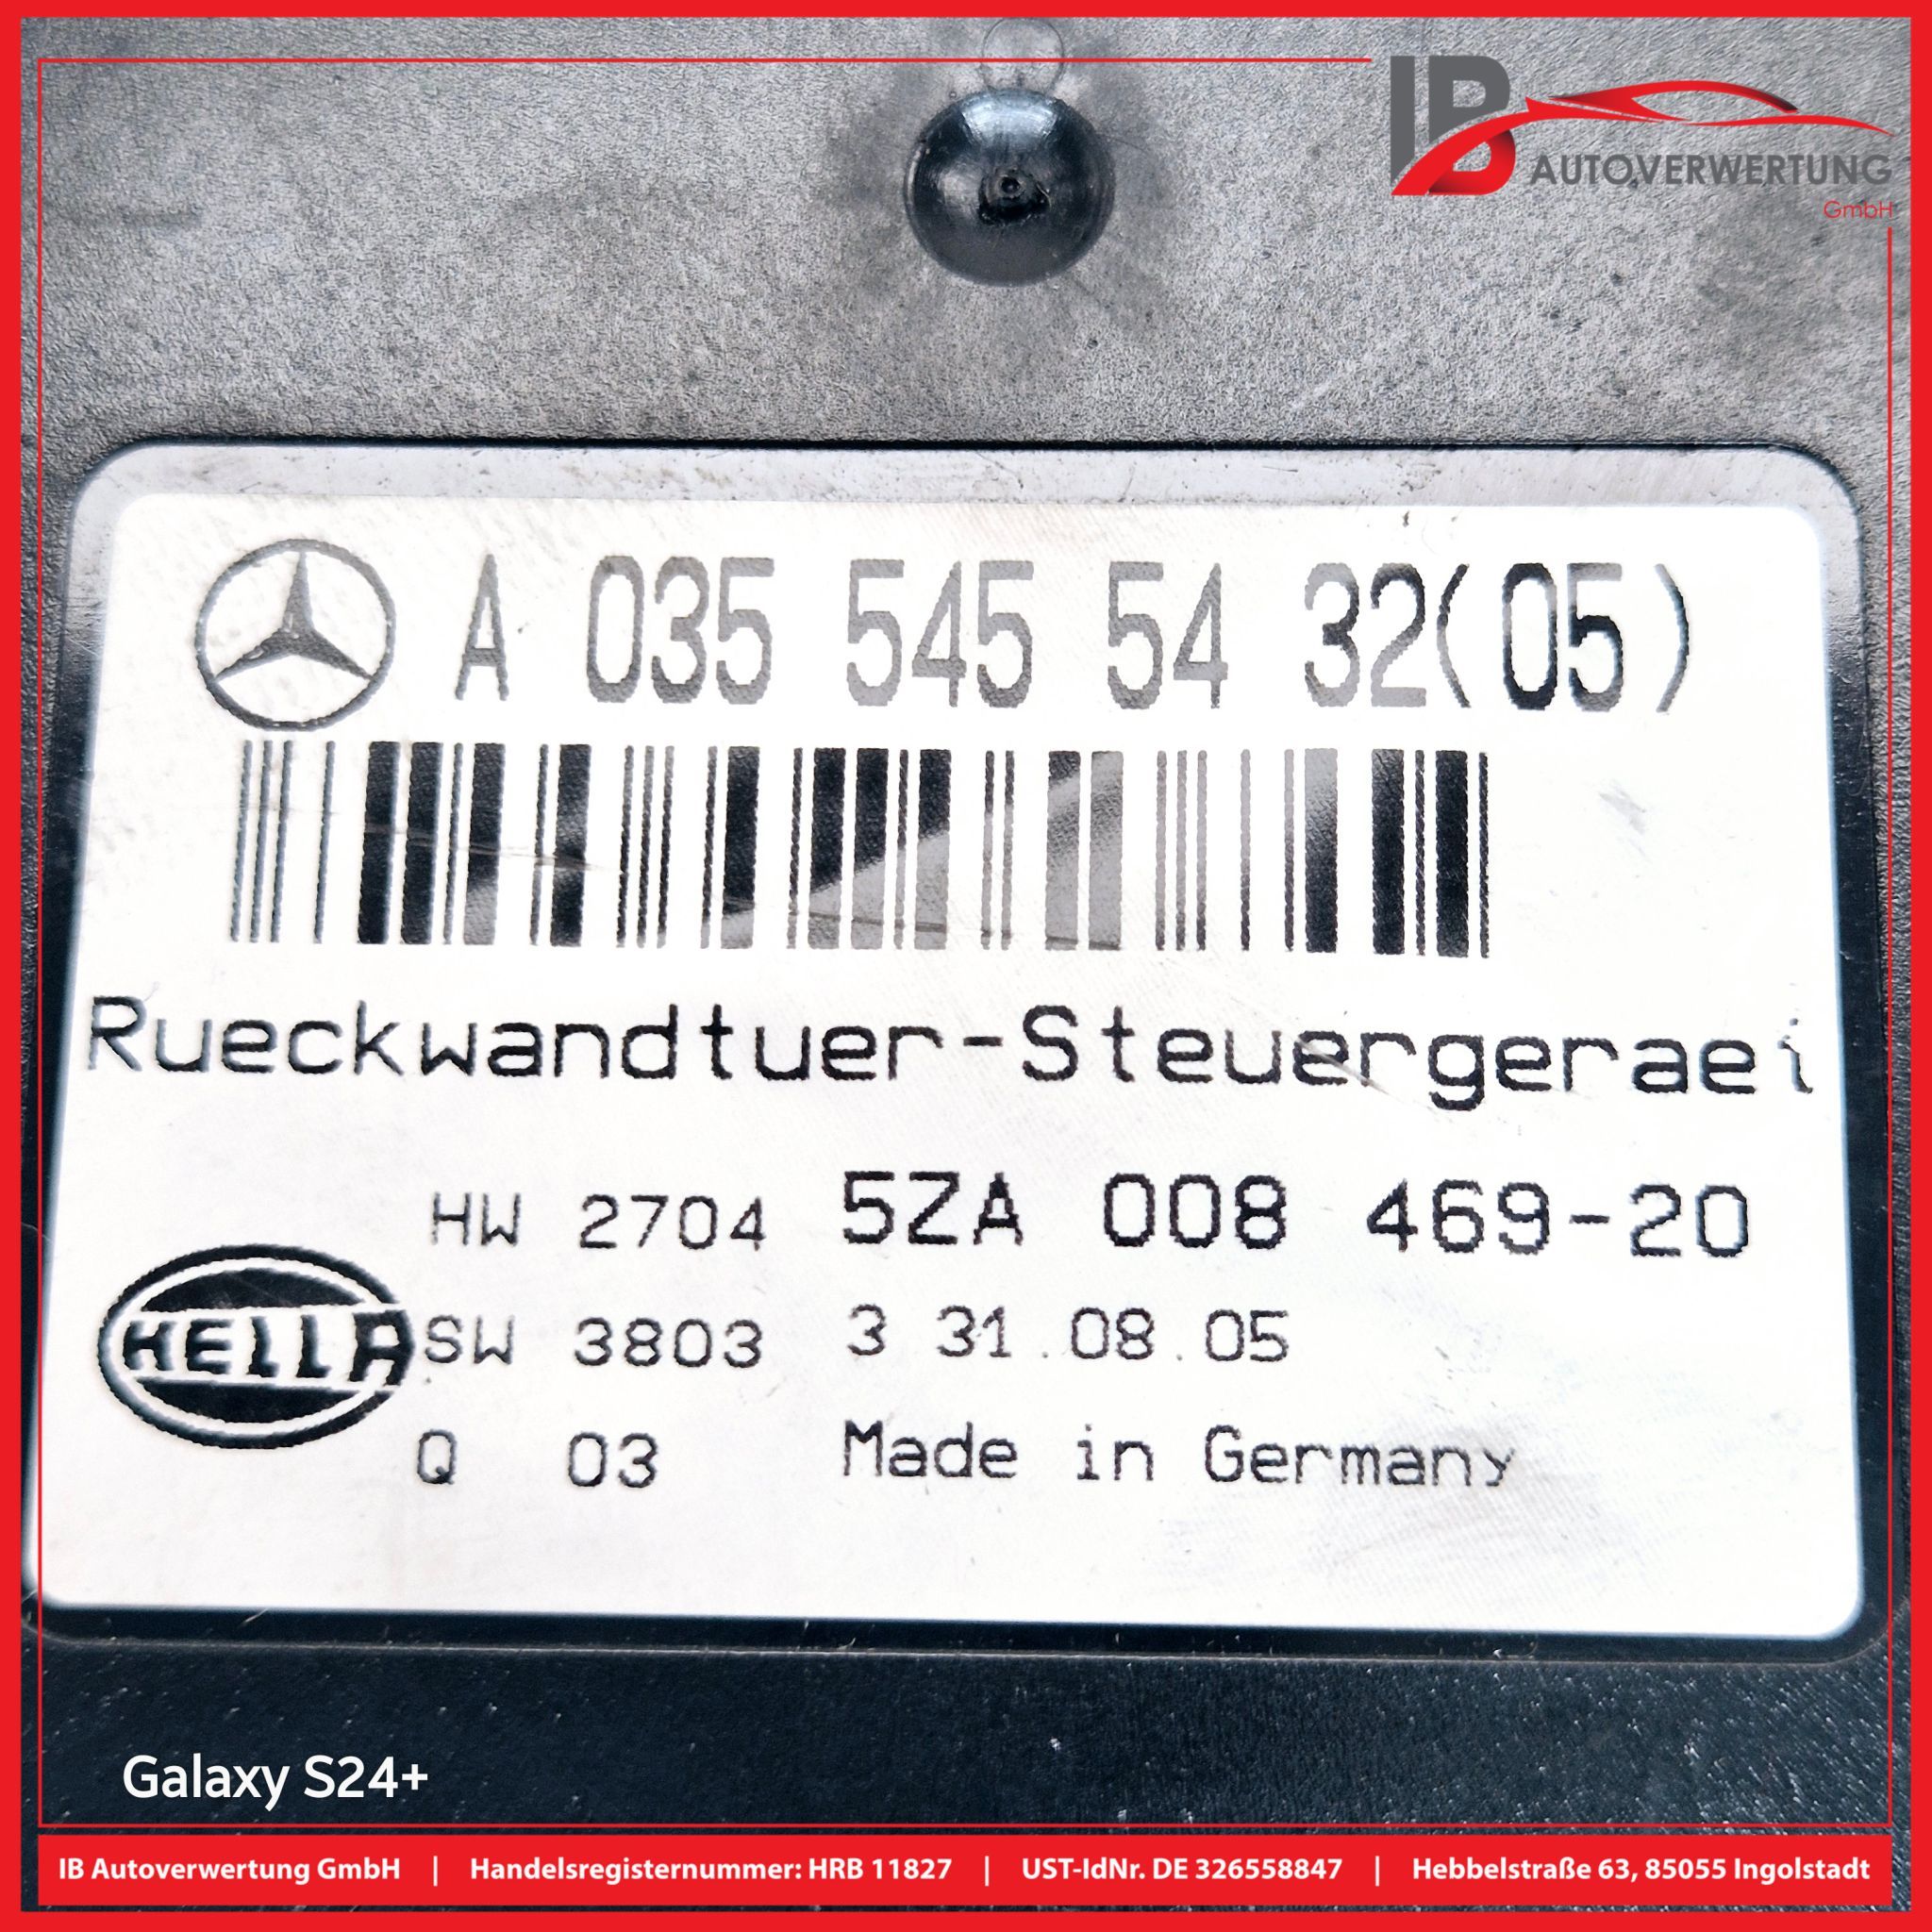 IB
AUTOVERWERTUNG
GmbH
A 035 545 54 32(05)
Rueckwandtuer-Steuergeraei
HW 2704 5ZA 008 469-20
HELLA
SW 3803 3 31.08.05
Q 03 Made in Germany
Galaxy S24+
IB Autoverwertung GmbH | Handelsregisternummer: HRB 11827 | UST-IdNr. DE 326558847 | Hebbelstraße 63, 85055 Ingolstadt